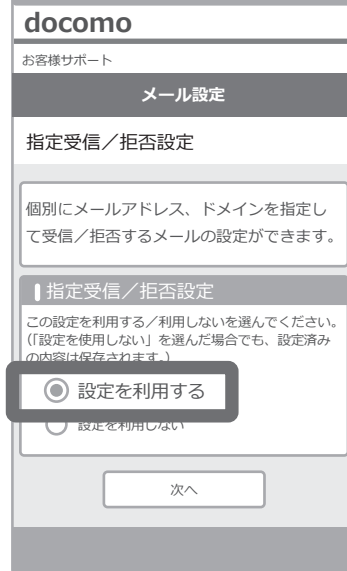 docomo
お客様サポート
メール設定
指定受信／拒否設定
個別にメールアドレス、ドメインを指定し
て受信／拒否するメールの設定ができます。
指定受信／拒否設定
この設定を利用する／利用しないを選んでください。
(「設定を使用しない」を選んだ場合でも、設定済み
の内容は保存されます。)
設定を利用する
設定を利用しない
次へ